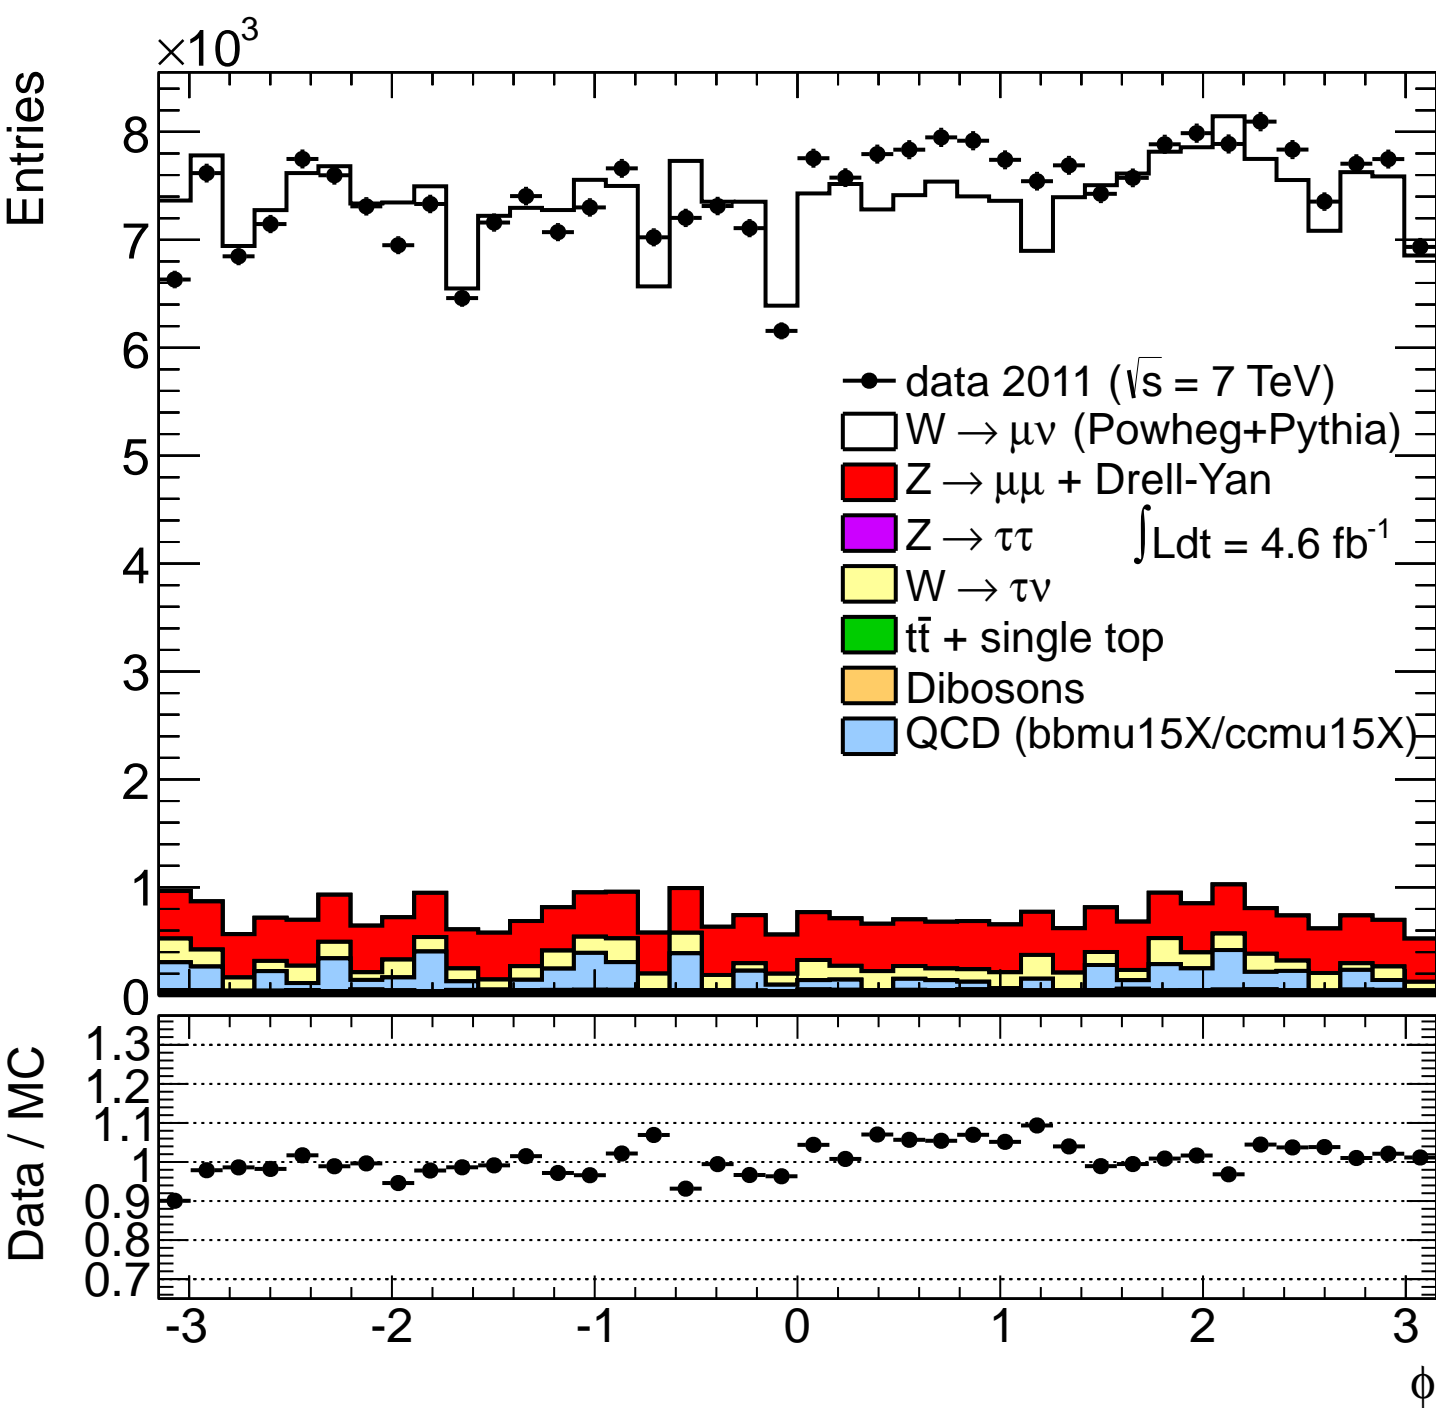 ×10³
Entries
8
7
6
5
4
3
2
1
0
data 2011 (√s = 7 TeV)
W → μν (Powheg+Pythia)
Z → μμ + Drell-Yan
Z → ττ
∫Ldt = 4.6 fb⁻¹
W → τν
tt̄ + single top
Dibosons
QCD (bbmu15X/ccmu15X)
Data / MC
1.3
1.2
1.1
1
0.9
0.8
0.7
-3 -2 -1 0 1 2 3
ϕ